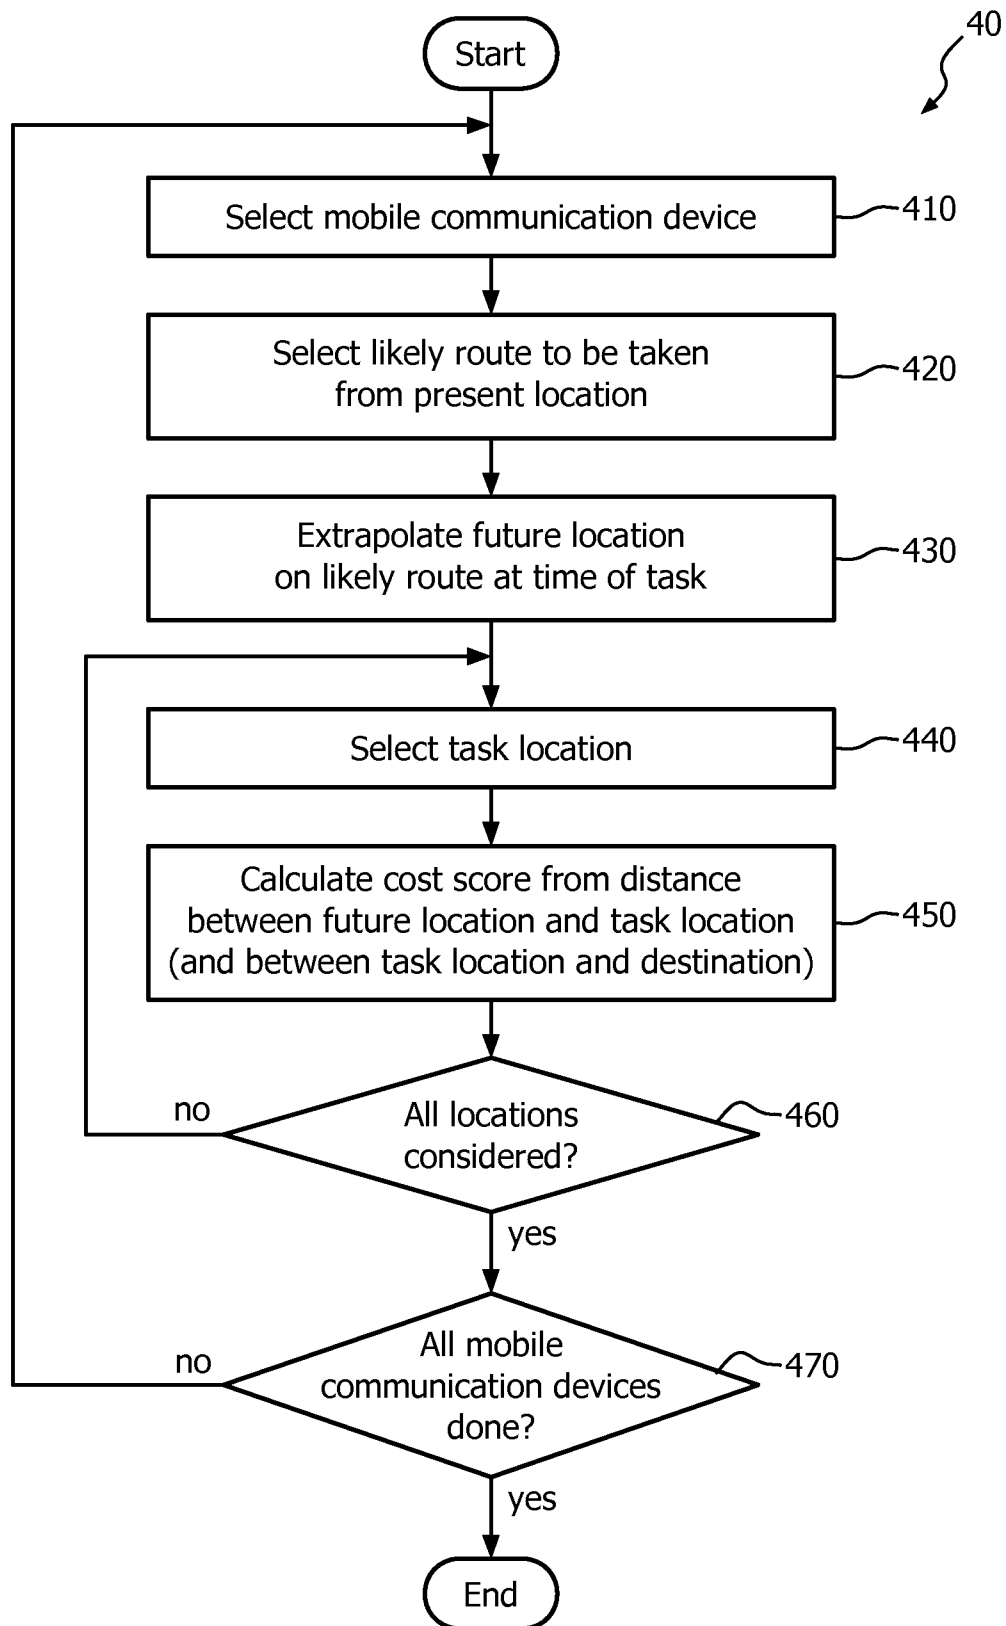 40
Start
Select mobile communication device
410
Select likely route to be taken
from present location
420
Extrapolate future location
on likely route at time of task
430
Select task location
440
Calculate cost score from distance
between future location and task location
(and between task location and destination)
450
no
All locations
considered?
460
yes
no
All mobile
communication devices
done?
470
yes
End